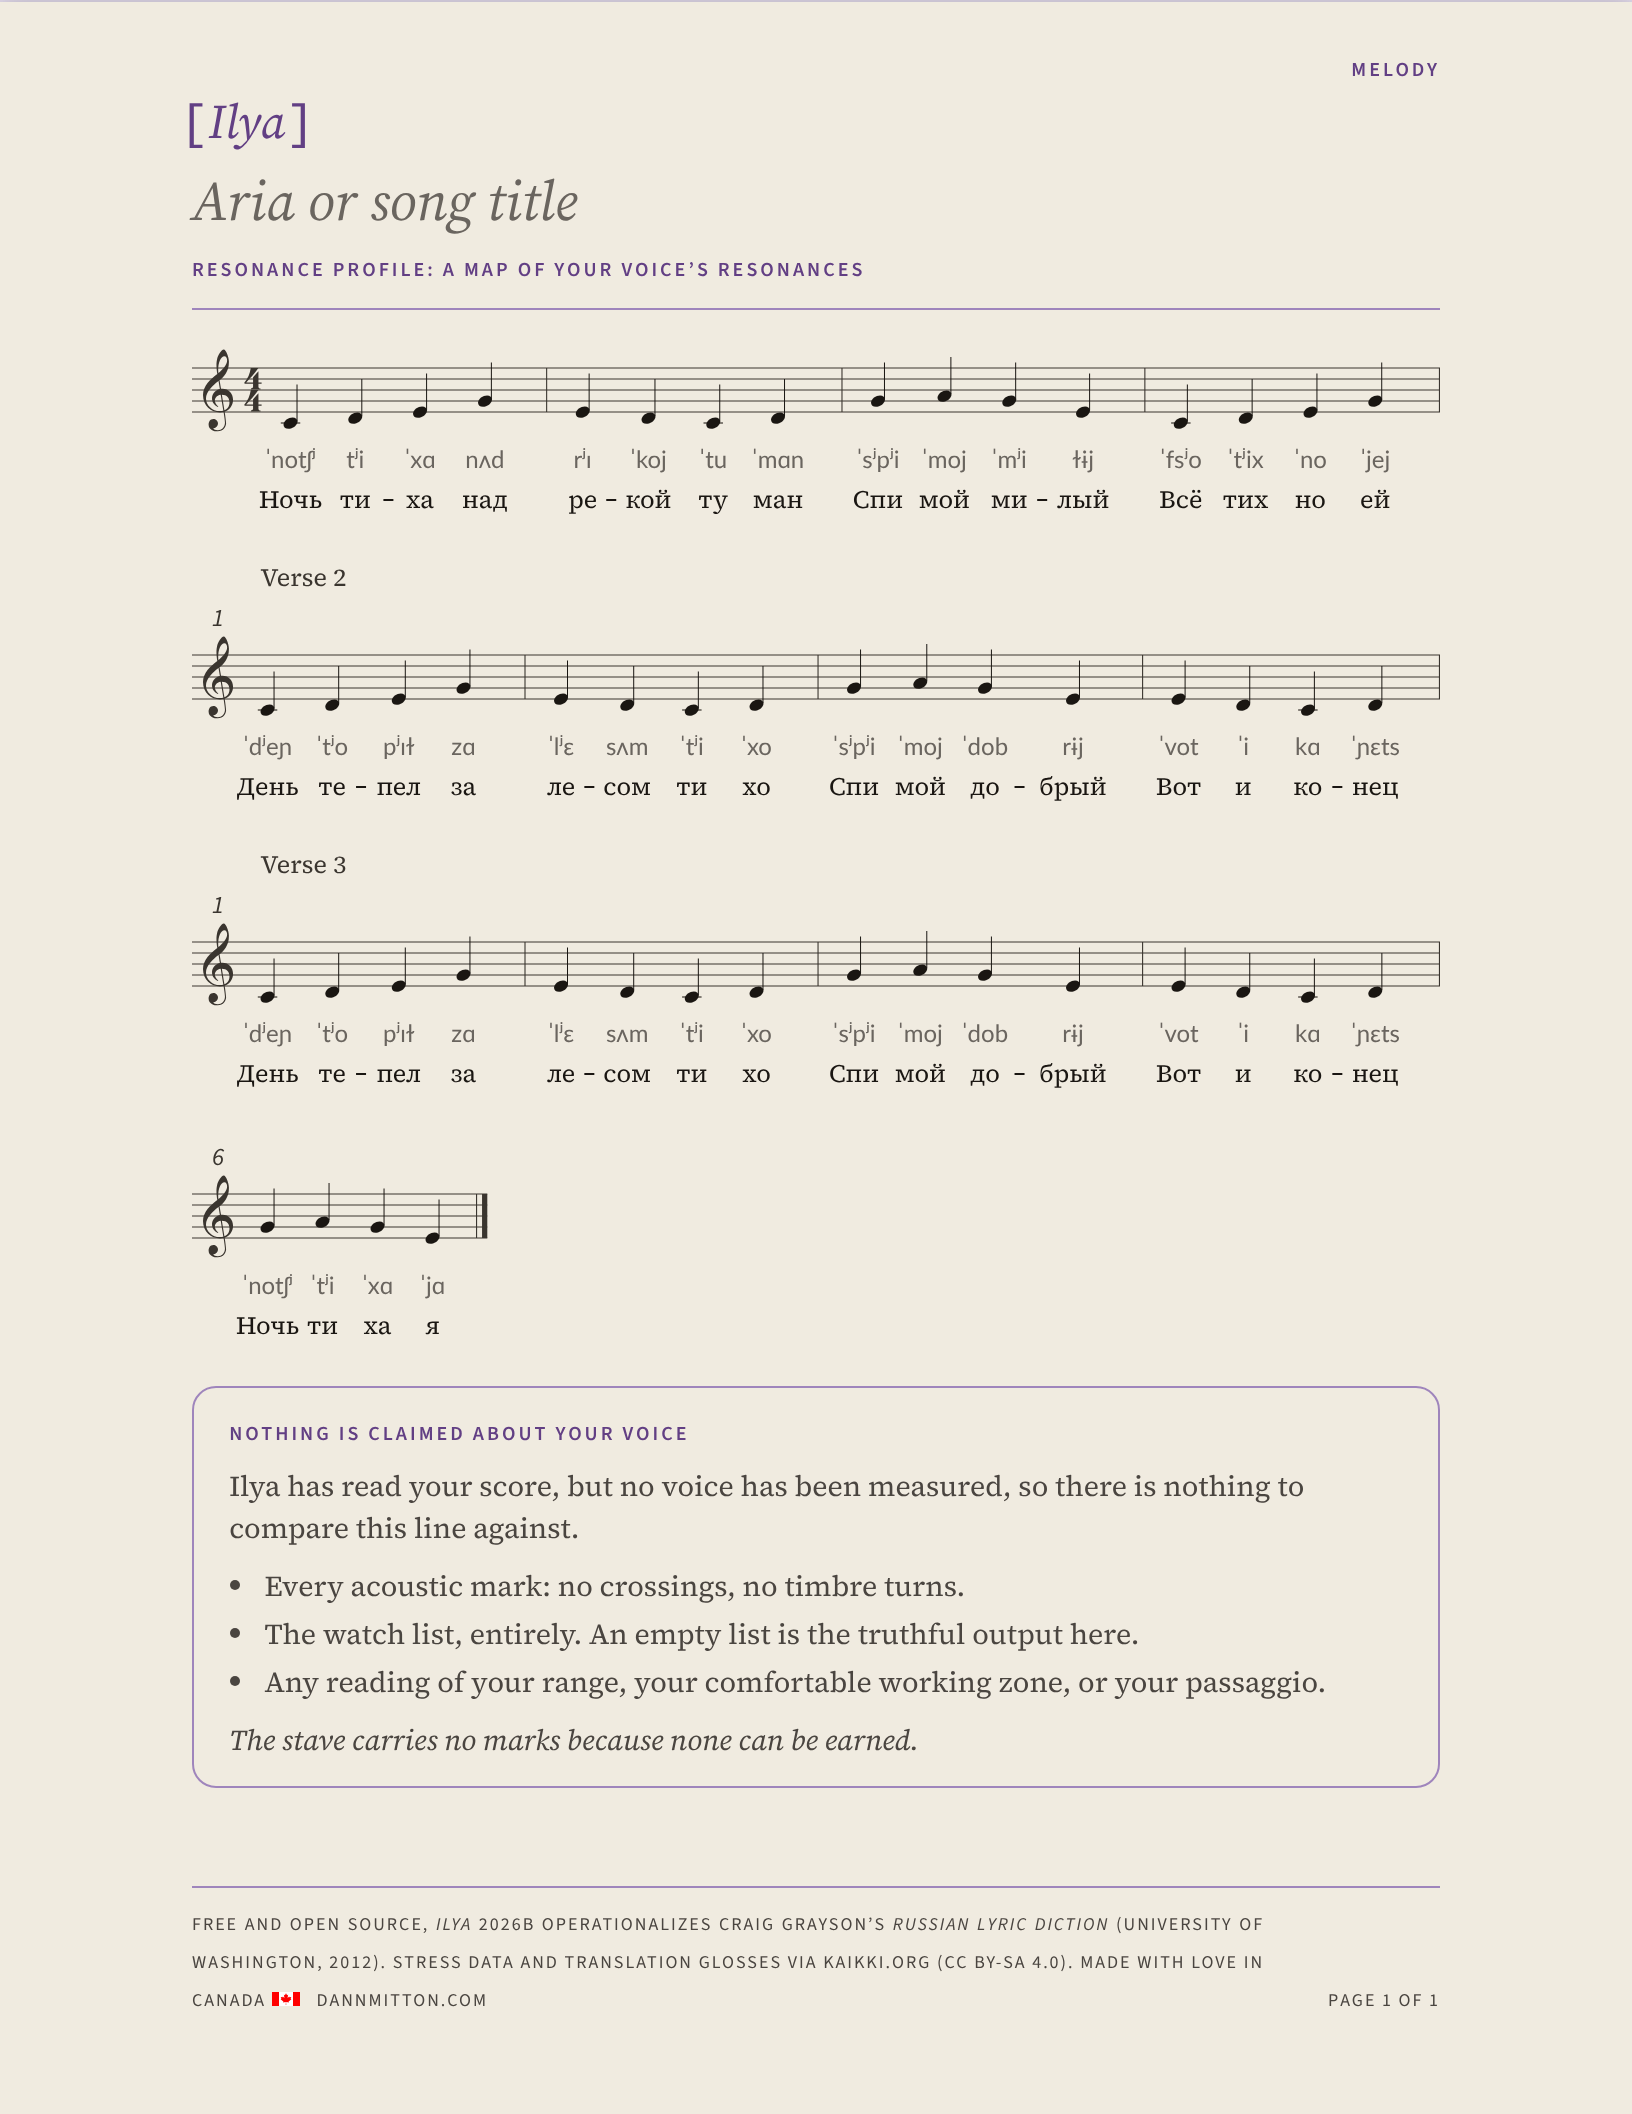 MELODY
[Ilya]
Aria or song title
RESONANCE PROFILE: A MAP OF YOUR VOICE’S RESONANCES
4
4
ˈnotʃʲ tʲi ˈxɑ nʌd rʲɪ ˈkoj ˈtu ˈmɑn ˈsʲpʲi ˈmoj ˈmʲi ɫɨj ˈfsʲo ˈtʲix ˈno ˈjej
Ночь ти – ха над ре – кой ту ман Спи мой ми – лый Всё тих но ей
Verse 2
1
ˈdʲeɲ ˈtʲo pʲɪɫ zɑ ˈlʲɛ sʌm ˈtʲi ˈxo ˈsʲpʲi ˈmoj ˈdob rɨj ˈvot ˈi kɑ ˈɲɛts
День те – пел за ле – сом ти хо Спи мой до – брый Вот и ко – нец
Verse 3
1
ˈdʲeɲ ˈtʲo pʲɪɫ zɑ ˈlʲɛ sʌm ˈtʲi ˈxo ˈsʲpʲi ˈmoj ˈdob rɨj ˈvot ˈi kɑ ˈɲɛts
День те – пел за ле – сом ти хо Спи мой до – брый Вот и ко – нец
6
ˈnotʃʲ ˈtʲi ˈxɑ ˈjɑ
Ночь ти ха я
NOTHING IS CLAIMED ABOUT YOUR VOICE
Ilya has read your score, but no voice has been measured, so there is nothing to
compare this line against.
• Every acoustic mark: no crossings, no timbre turns.
• The watch list, entirely. An empty list is the truthful output here.
• Any reading of your range, your comfortable working zone, or your passaggio.
The stave carries no marks because none can be earned.
FREE AND OPEN SOURCE, ILYA 2026B OPERATIONALIZES CRAIG GRAYSON’S RUSSIAN LYRIC DICTION (UNIVERSITY OF
WASHINGTON, 2012). STRESS DATA AND TRANSLATION GLOSSES VIA KAIKKI.ORG (CC BY-SA 4.0). MADE WITH LOVE IN
CANADA 🇨🇦 DANNMITTON.COM PAGE 1 OF 1